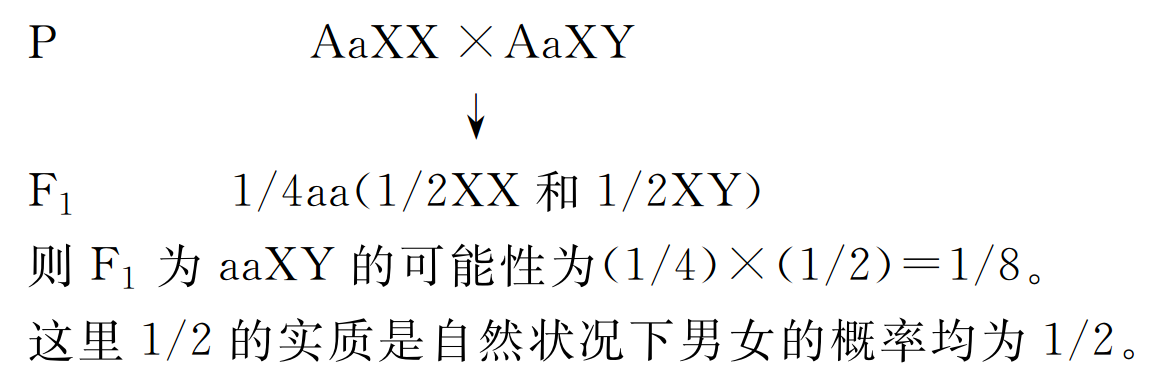 P AaXX × AaXY
↓
F₁ 1/4aa(1/2XX 和 1/2XY)
则 F₁ 为 aaXY 的可能性为(1/4)×(1/2)=1/8。
这里 1/2 的实质是自然状况下男女的概率均为 1/2。